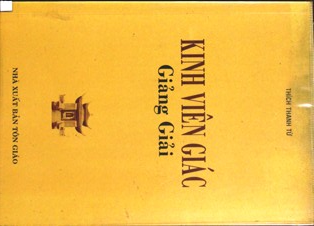 THÍCH THANH TỪ
KINH VIÊN GIÁC
Giảng Giải
NHÀ XUẤT BẢN TÔN GIÁO